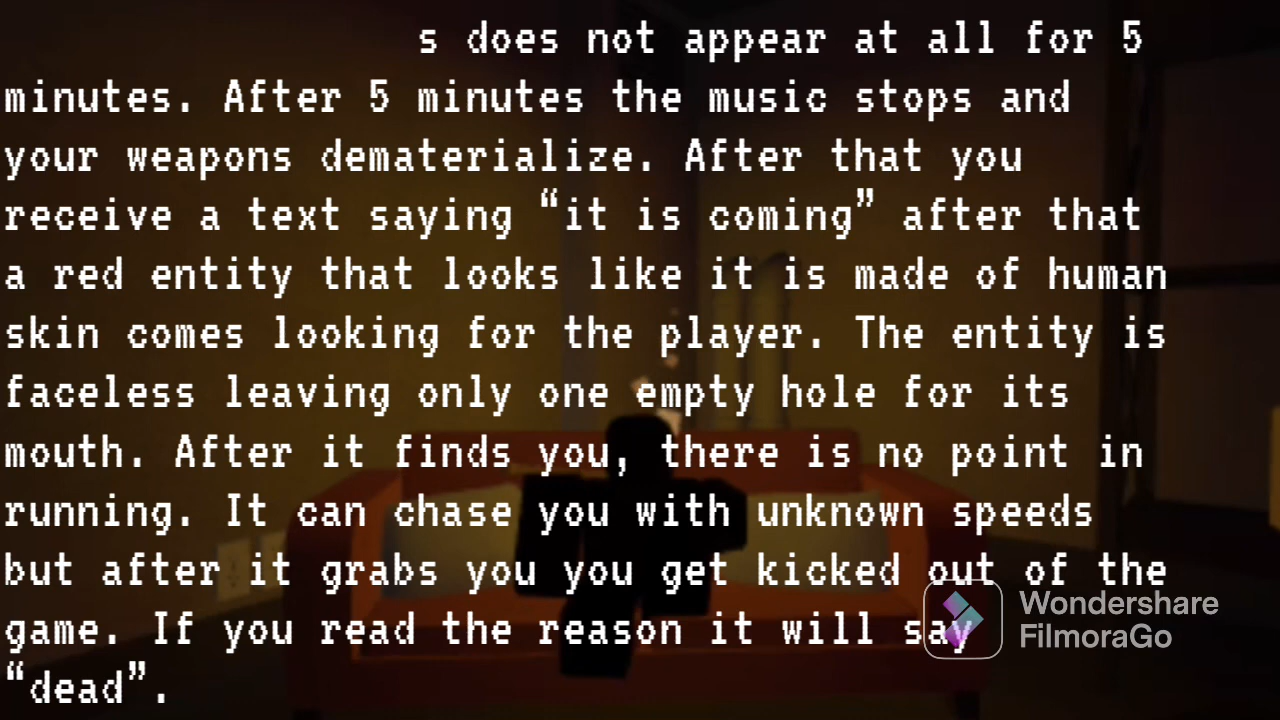 s does not appear at all for 5
minutes. After 5 minutes the music stops and
your weapons dematerialize. After that you
receive a text saying “it is coming” after that
a red entity that looks like it is made of human
skin comes looking for the player. The entity is
faceless leaving only one empty hole for its
mouth. After it finds you, there is no point in
running. It can chase you with unknown speeds
but after it grabs you you get kicked out of the
game. If you read the reason it will say
“dead”.
Wondershare
FilmoraGo